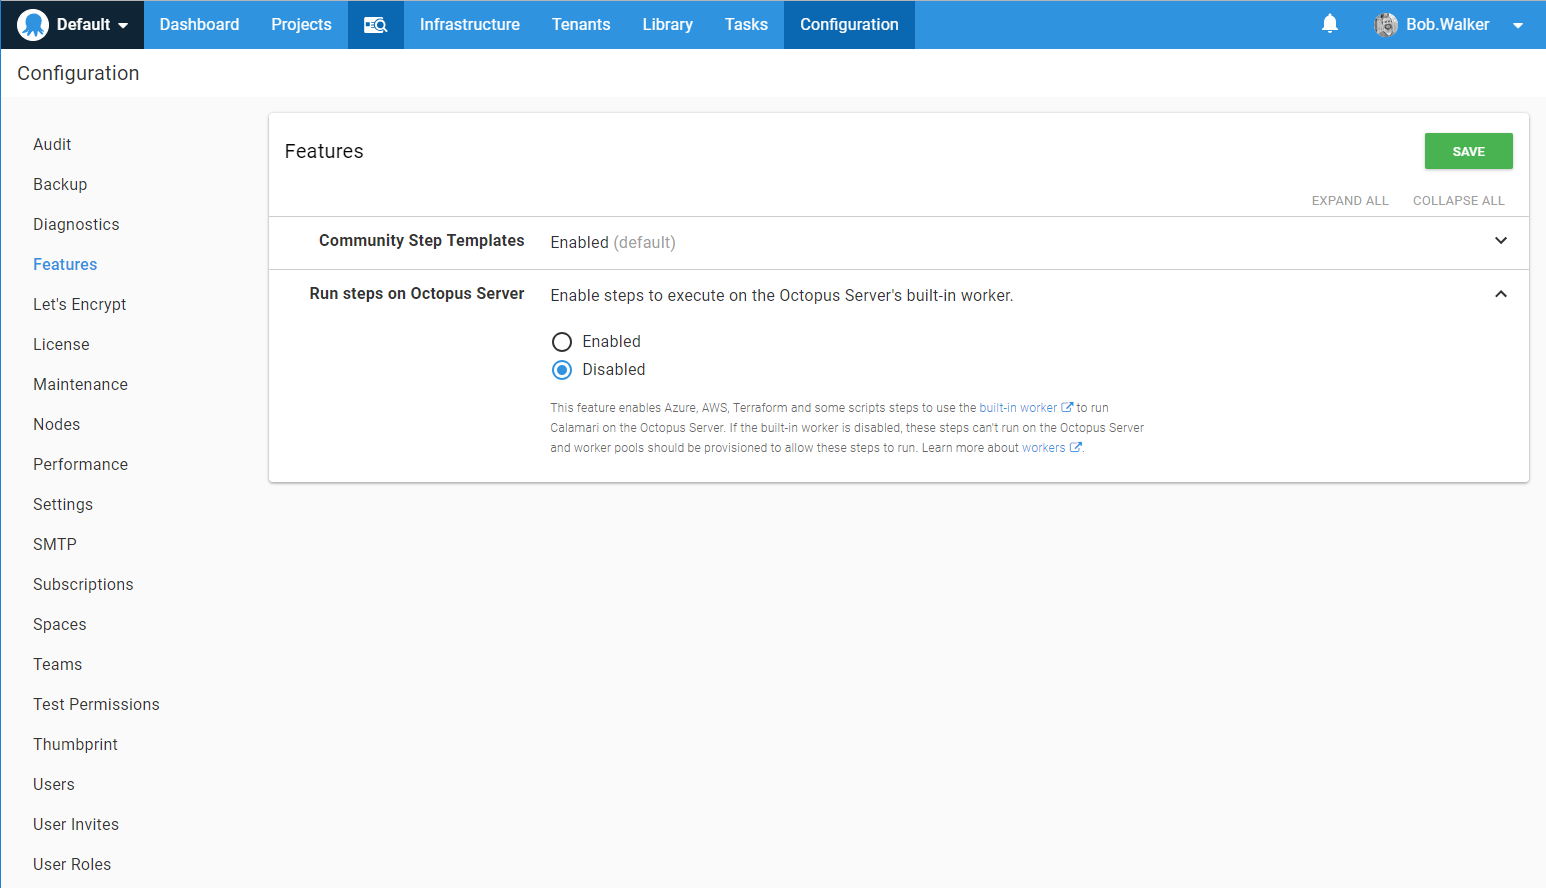 Default Dashboard Projects Infrastructure Tenants Library Tasks Configuration Bob.Walker
Configuration
Audit
Backup
Diagnostics
Features
Let's Encrypt
License
Maintenance
Nodes
Performance
Settings
SMTP
Subscriptions
Spaces
Teams
Test Permissions
Thumbprint
Users
User Invites
User Roles
Features
SAVE
EXPAND ALL COLLAPSE ALL
Community Step Templates Enabled (default)
Run steps on Octopus Server Enable steps to execute on the Octopus Server's built-in worker.
Enabled
Disabled
This feature enables Azure, AWS, Terraform and some scripts steps to use the built-in worker to run
Calamari on the Octopus Server. If the built-in worker is disabled, these steps can't run on the Octopus Server
and worker pools should be provisioned to allow these steps to run. Learn more about workers.